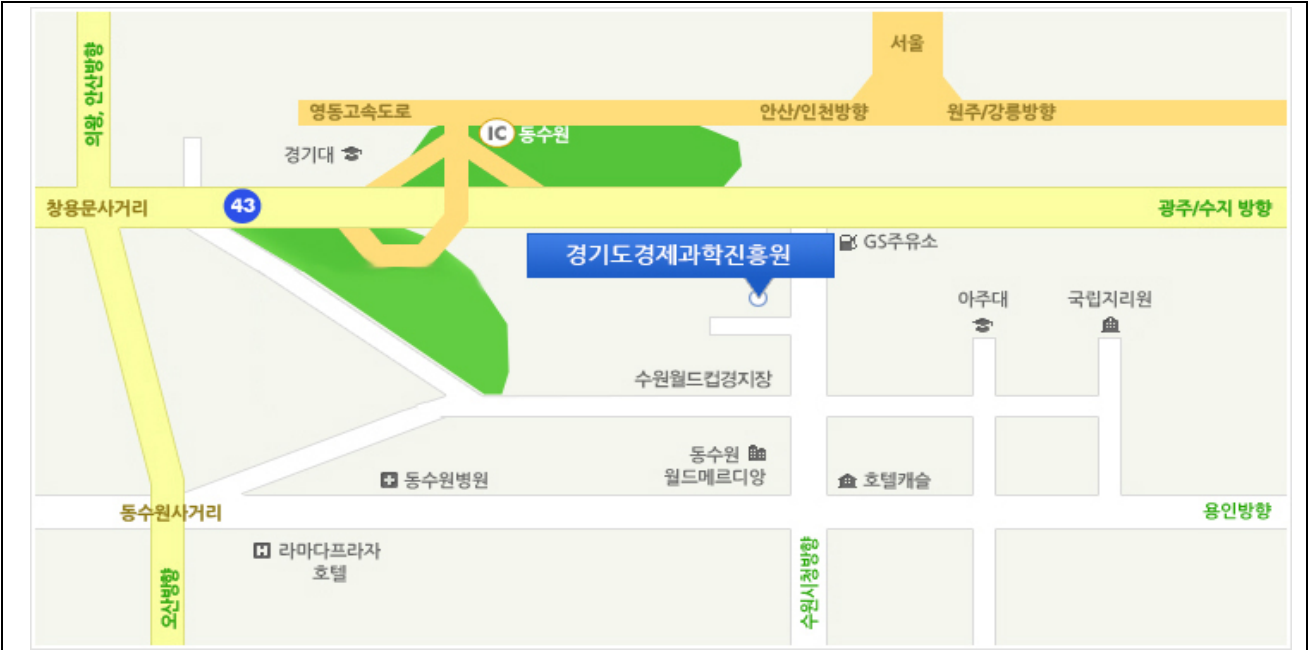 서울
의왕, 안산방향
영동고속도로
안산/인천방향
원주/강릉방향
IC 동수원
경기대
창용문사거리
43
광주/수지 방향
경기도경제과학진흥원
GS주유소
아주대
국립지리원
수원월드컵경지장
동수원
월드메르디앙
동수원병원
호텔캐슬
동수원사거리
용인방향
H 라마다프라자
호텔
오산방향
수원시청방향